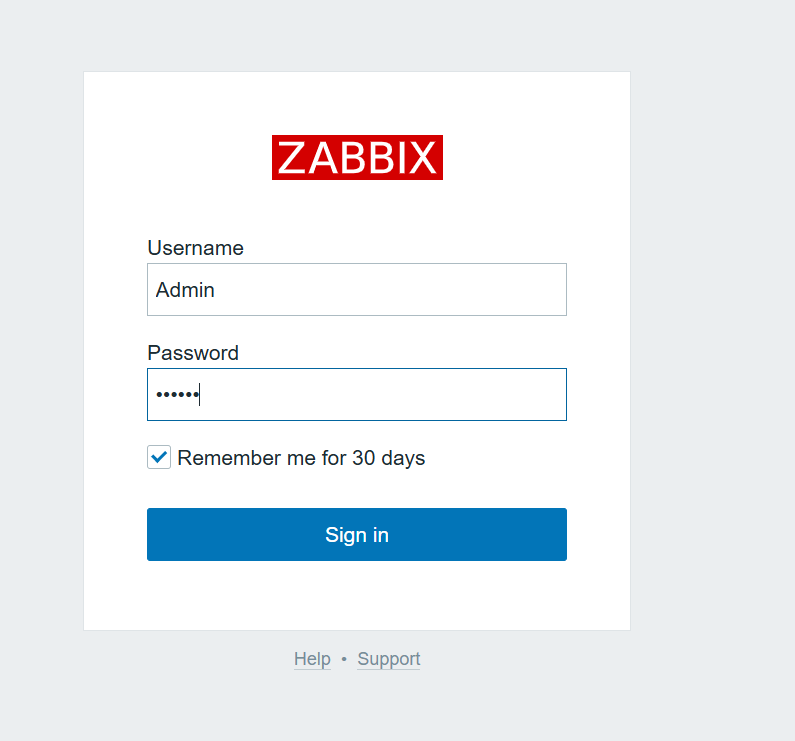 ZABBIX
Username
Admin
Password
••••••
Remember me for 30 days
Sign in
Help • Support